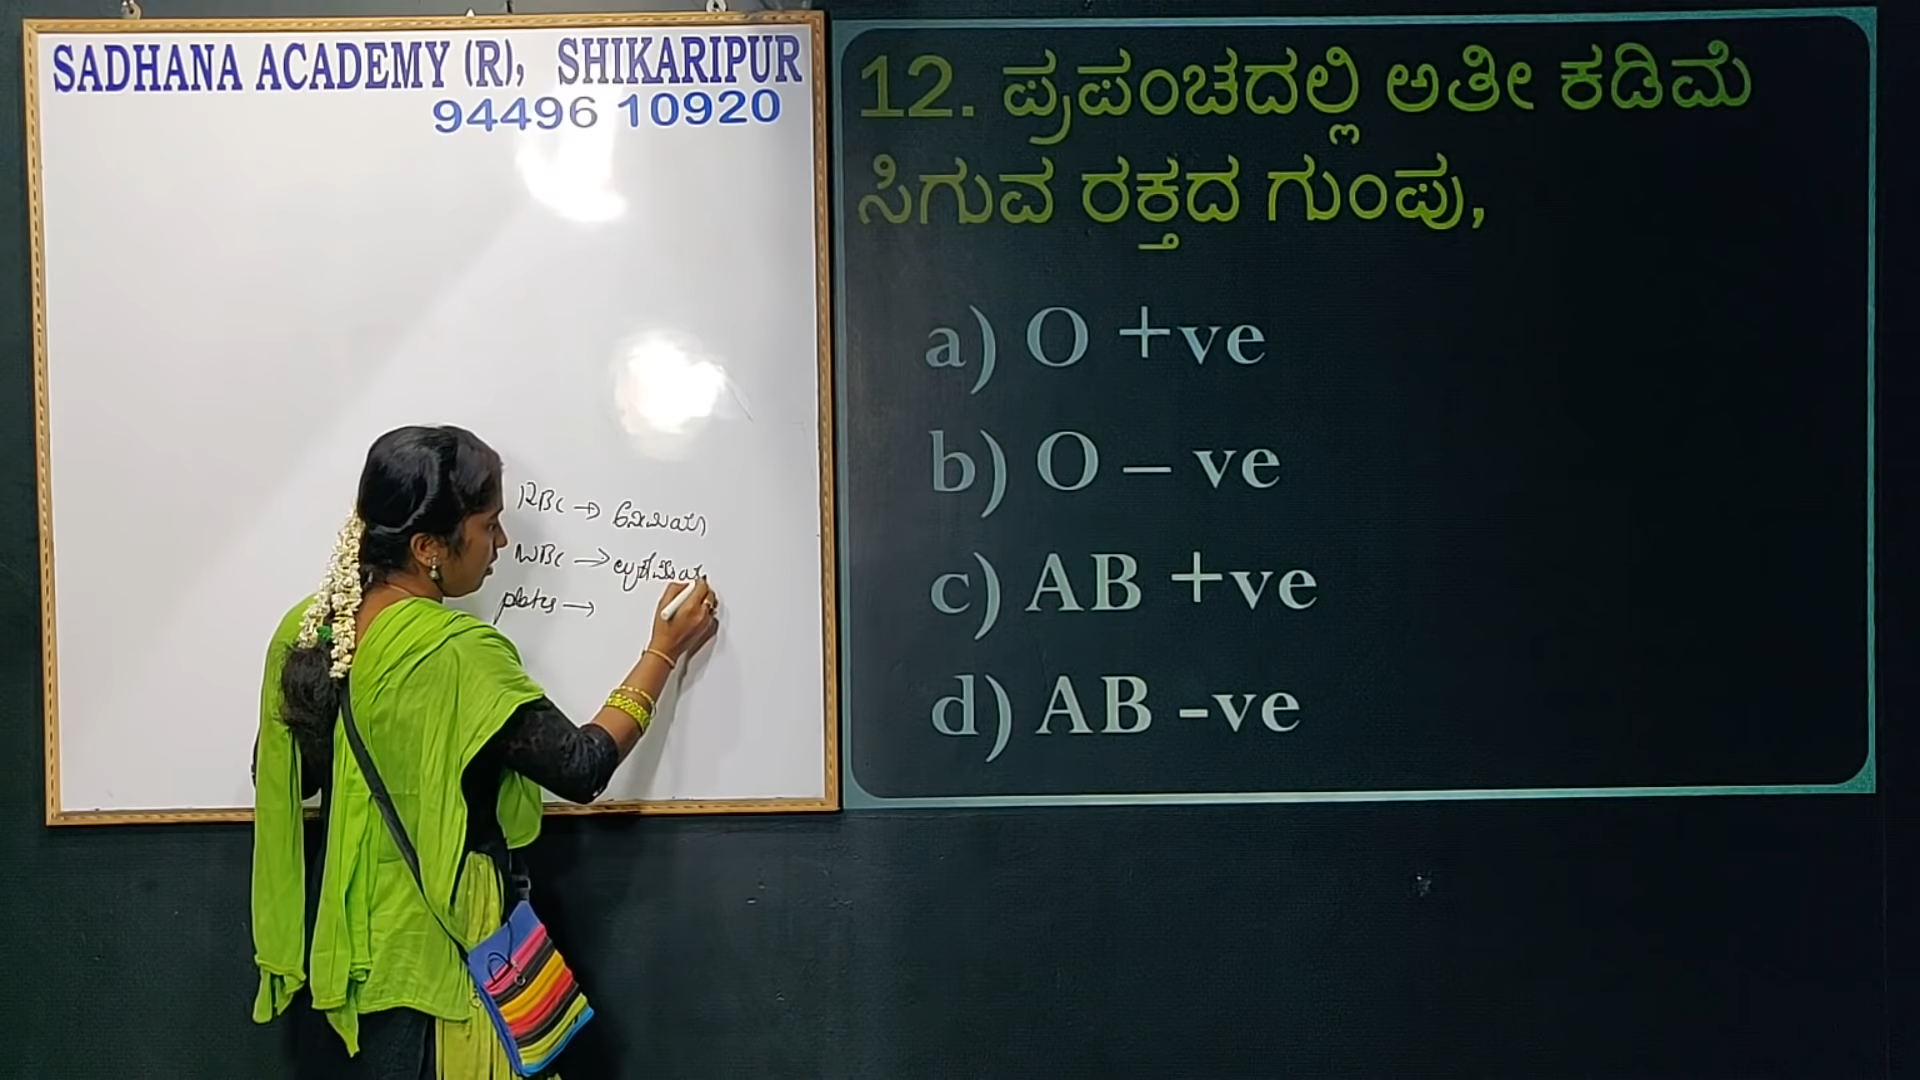 SADHANA ACADEMY (R), SHIKARIPUR
94496 10920
RBC →
WBC →
plates →
12. ಪ್ರಪಂಚದಲ್ಲಿ ಅತೀ ಕಡಿಮೆ
ಸಿಗುವ ರಕ್ತದ ಗುಂಪು,
a) O +ve
b) O – ve
c) AB +ve
d) AB -ve